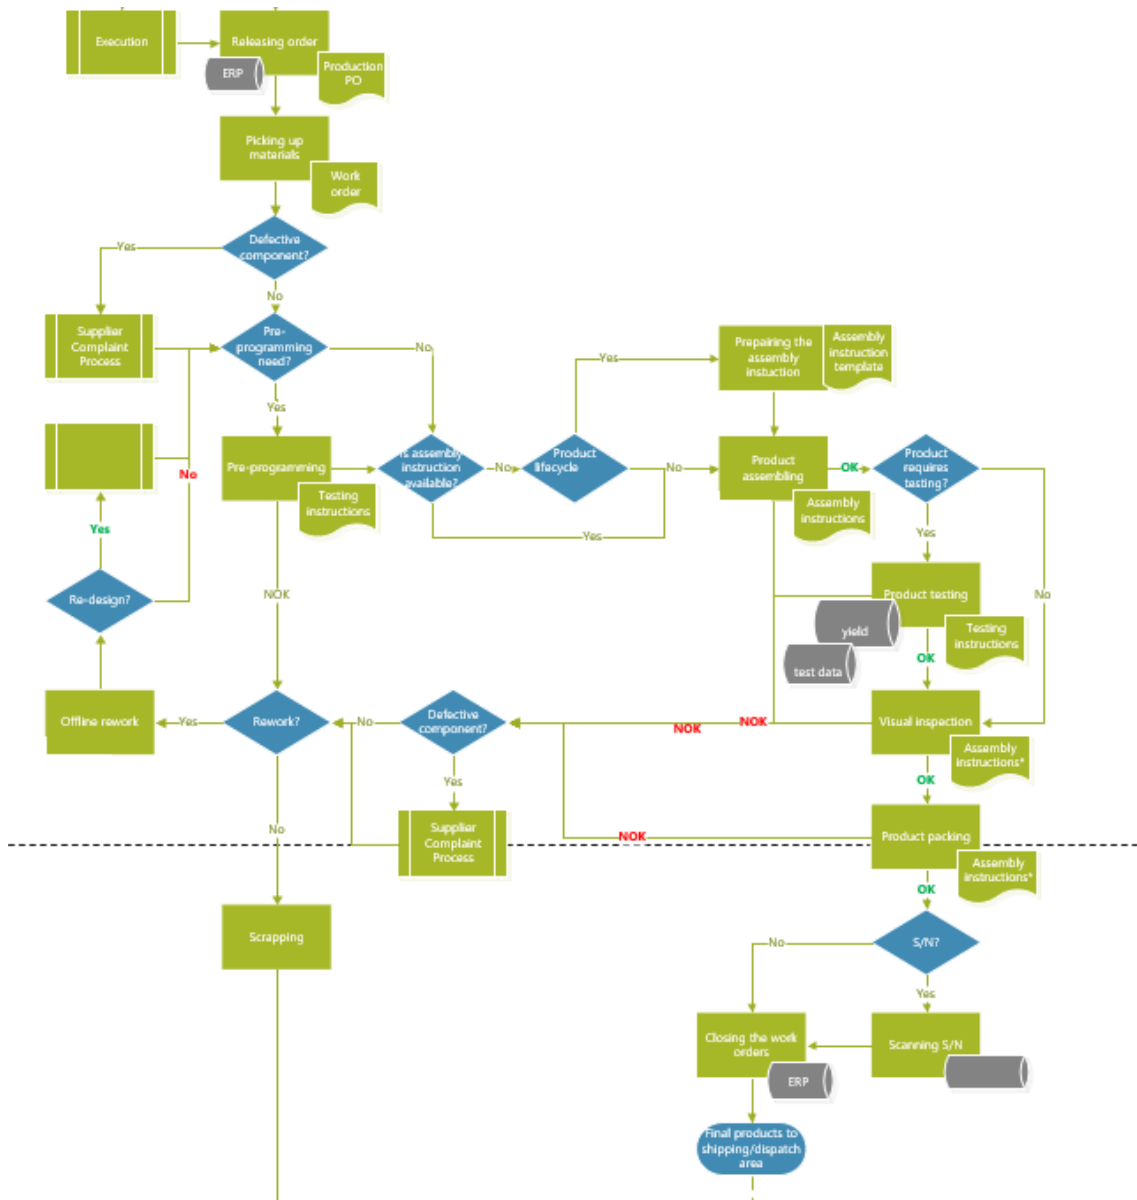 Execution
Releasing order
ERP
Production
PO
Picking up
materials
Work
order
Defective
component?
Yes
No
Supplier
Complaint
Process
Pre-
programming
need?
No
Yes
Prepairing the
assembly
instuction
Assembly
instruction
template
Yes
Pre-programming
Testing
instructions
Is assembly
instruction
available?
No
Product
lifecycle
No
Product
assembling
Assembly
instructions
OK
Product
requires
testing?
No
Yes
Yes
Yes
Re-design?
NOK
Product testing
yield
test data
Testing
instructions
No
OK
Offline rework
Yes
Rework?
No
Defective
component?
NOK
NOK
Visual inspection
Assembly
instructions*
Yes
OK
No
Supplier
Complaint
Process
NOK
Product packing
Assembly
instructions*
OK
Scrapping
No
S/N?
Yes
Closing the work
orders
ERP
Scanning S/N
Final products to
shipping/dispatch
area